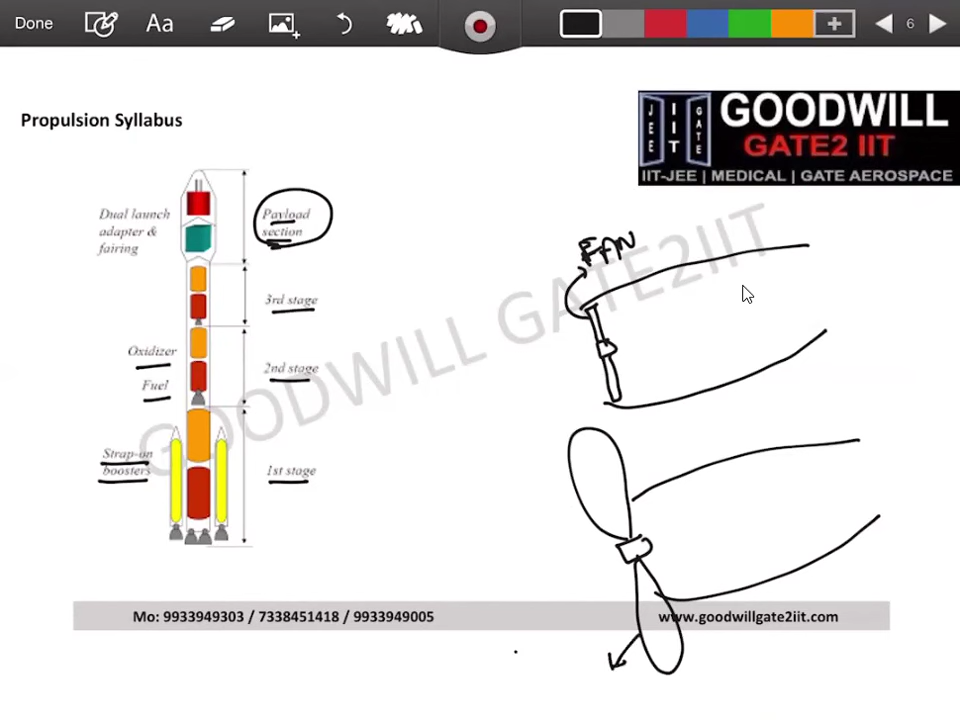 Done
Aa
6
Propulsion Syllabus
JEE
IIT
GATE
GOODWILL
GATE2 IIT
IIT-JEE | MEDICAL | GATE AEROSPACE
Dual launch
adapter &
fairing
Payload
section
FAN
3rd stage
Oxidizer
2nd stage
Fuel
Strap-on
boosters
1st stage
GOODWILL GATE2IIT
Mo: 9933949303 / 7338451418 / 9933949005
www.goodwillgate2iit.com